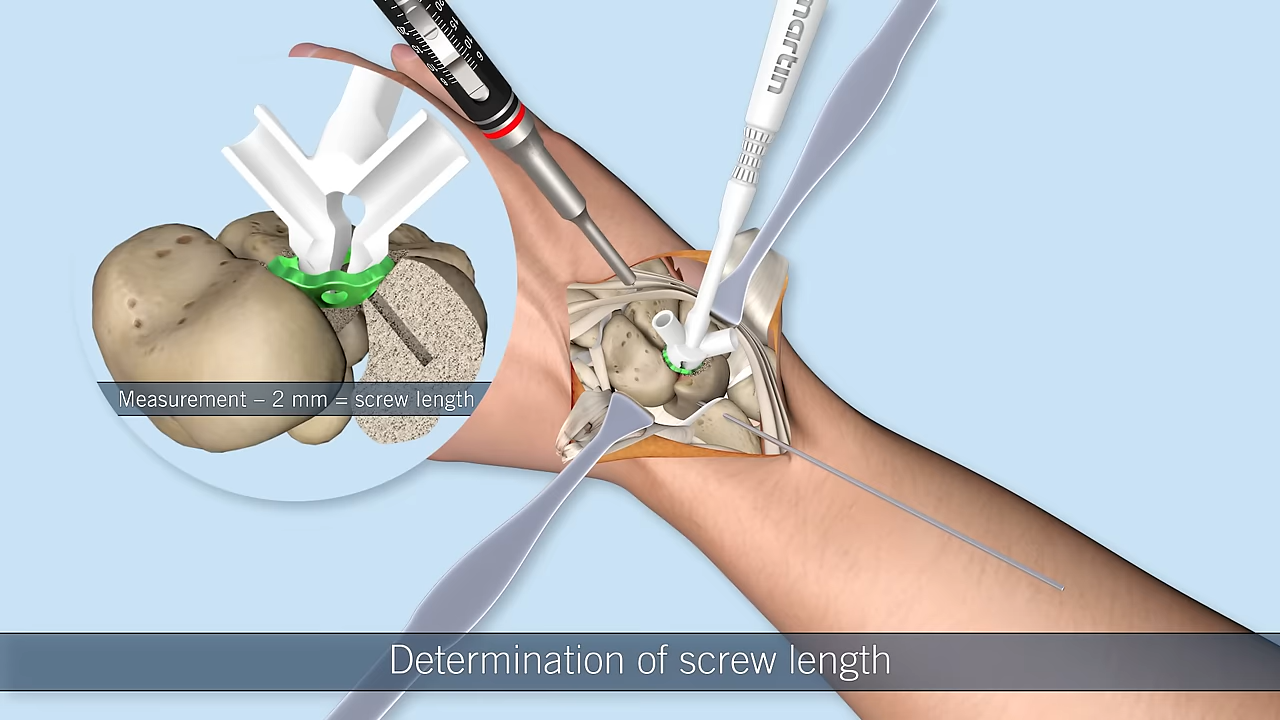 martin
Measurement – 2 mm = screw length
Determination of screw length